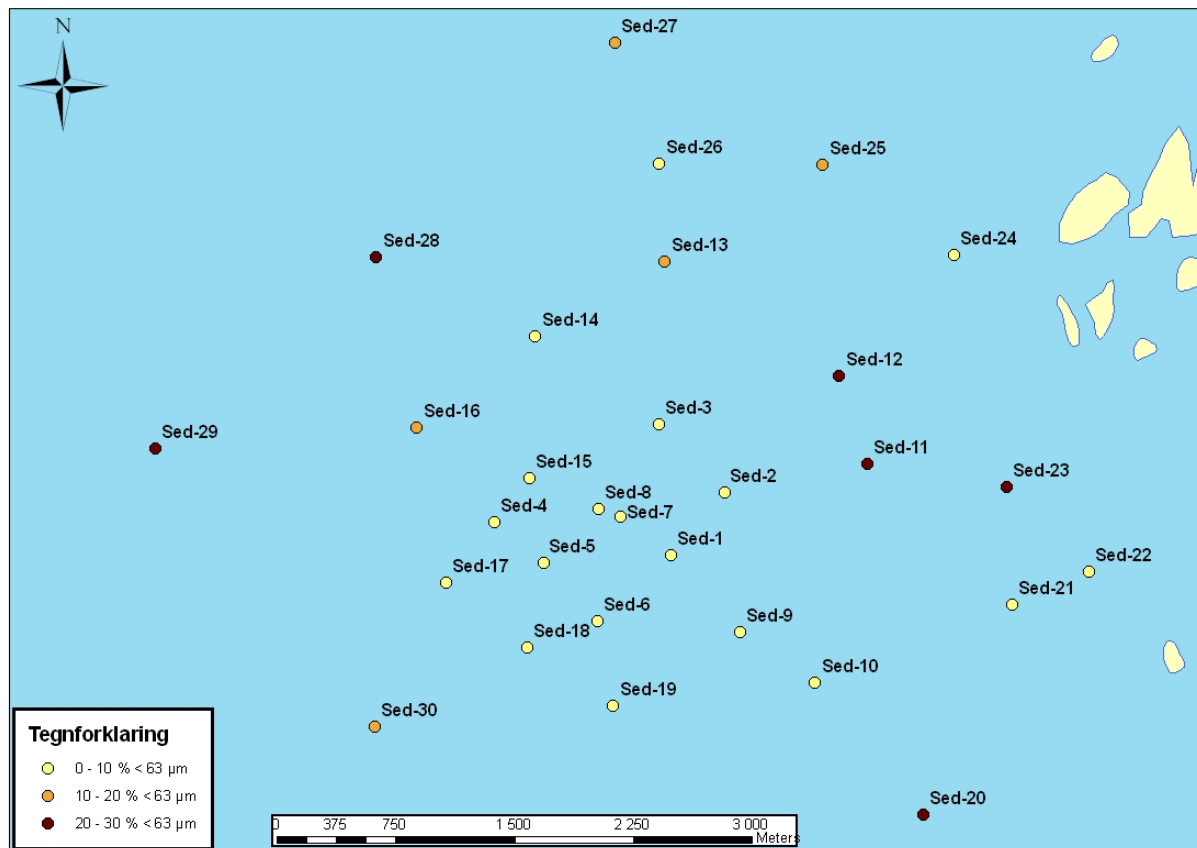 N
Sed-27
Sed-26
Sed-25
Sed-28
Sed-13
Sed-24
Sed-14
Sed-12
Sed-16
Sed-3
Sed-29
Sed-11
Sed-15
Sed-23
Sed-2
Sed-8
Sed-4
Sed-7
Sed-1
Sed-5
Sed-17
Sed-22
Sed-21
Sed-6
Sed-9
Sed-18
Sed-10
Sed-19
Sed-30
Sed-20
Tegnforklaring
0 - 10 % < 63 µm
10 - 20 % < 63 µm
20 - 30 % < 63 µm
0 375 750 1 500 2 250 3 000
Meters